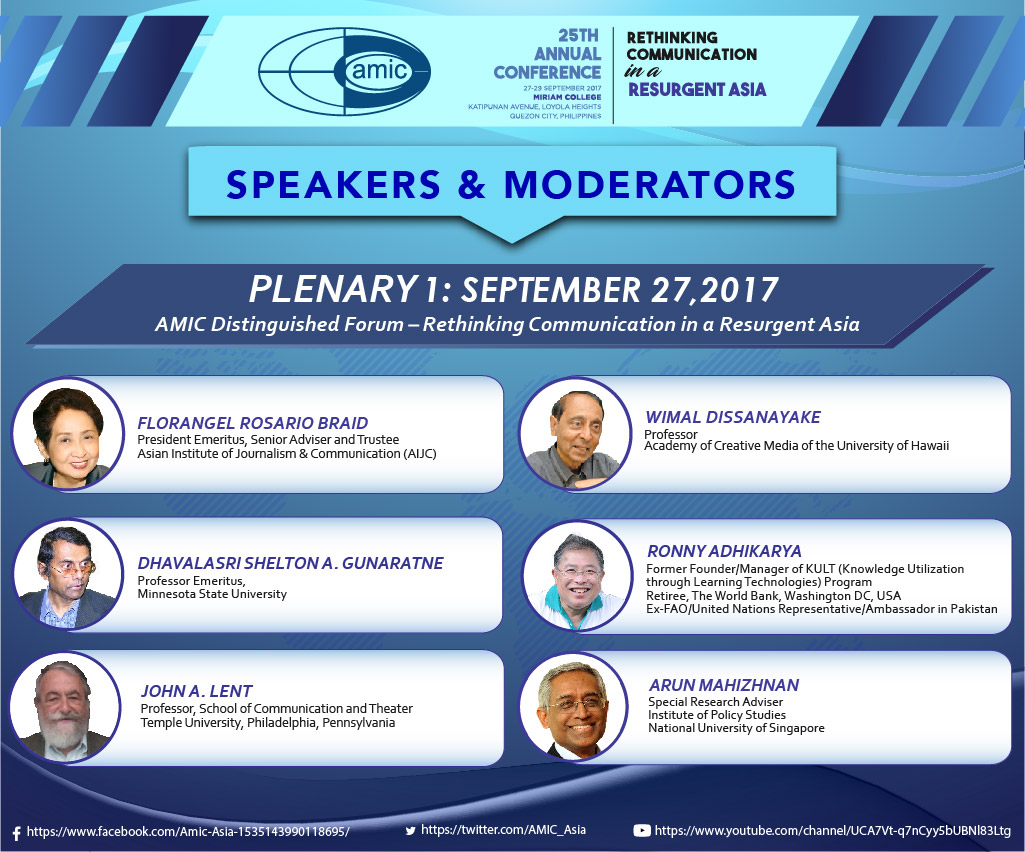 amic
25TH
ANNUAL
CONFERENCE
27-29 SEPTEMBER 2017
MIRIAM COLLEGE
KATIPUNAN AVENUE, LOYOLA HEIGHTS
QUEZON CITY, PHILIPPINES
RETHINKING
COMMUNICATION
in a
RESURGENT ASIA
SPEAKERS & MODERATORS
PLENARY 1: SEPTEMBER 27,2017
AMIC Distinguished Forum – Rethinking Communication in a Resurgent Asia
FLORANGEL ROSARIO BRAID
President Emeritus, Senior Adviser and Trustee
Asian Institute of Journalism & Communication (AIJC)
WIMAL DISSANAYAKE
Professor
Academy of Creative Media of the University of Hawaii
DHAVALASRI SHELTON A. GUNARATNE
Professor Emeritus,
Minnesota State University
RONNY ADHIKARYA
Former Founder/Manager of KULT (Knowledge Utilization
through Learning Technologies) Program
Retiree, The World Bank, Washington DC, USA
Ex-FAO/United Nations Representative/Ambassador in Pakistan
JOHN A. LENT
Professor, School of Communication and Theater
Temple University, Philadelphia, Pennsylvania
ARUN MAHIZHNAN
Special Research Adviser
Institute of Policy Studies
National University of Singapore
https://www.facebook.com/Amic-Asia-1535143990118695/
https://twitter.com/AMIC_Asia
https://www.youtube.com/channel/UCA7Vt-q7nCyy5bUBNl83Ltg